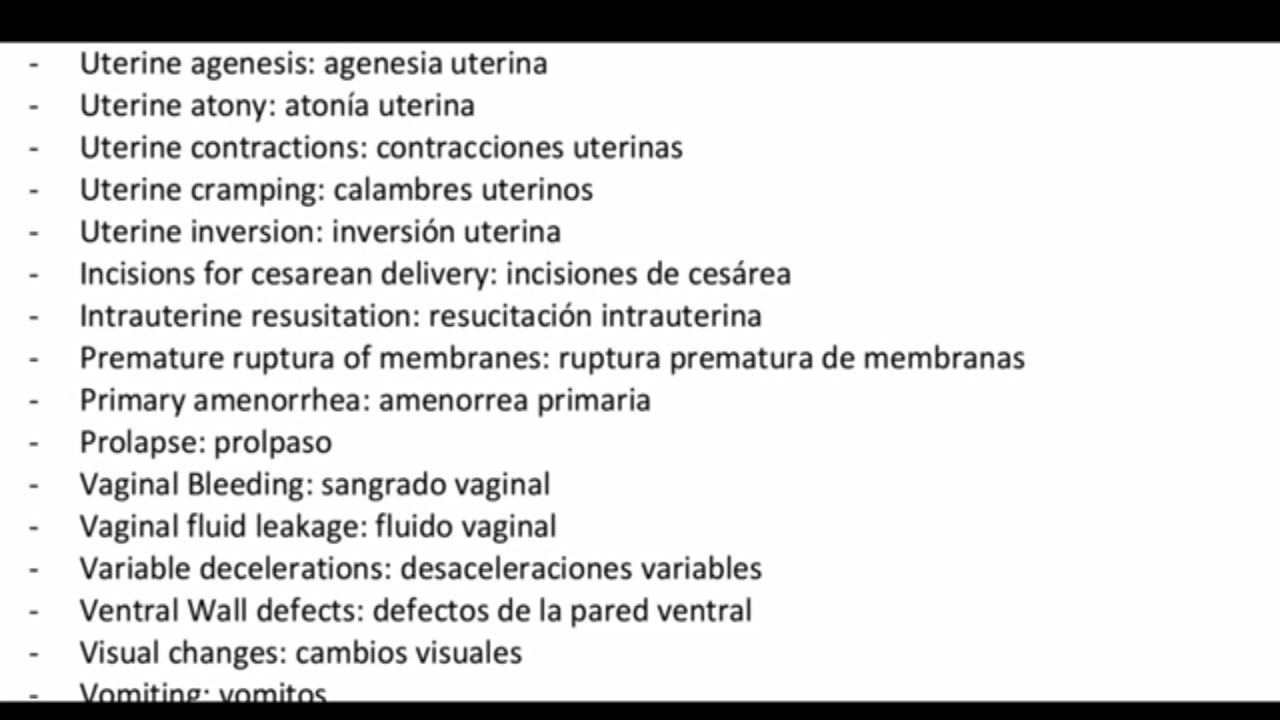 - Uterine agenesis: agenesia uterina
- Uterine atony: atonía uterina
- Uterine contractions: contracciones uterinas
- Uterine cramping: calambres uterinos
- Uterine inversion: inversión uterina
- Incisions for cesarean delivery: incisiones de cesárea
- Intrauterine resusitation: resucitación intrauterina
- Premature ruptura of membranes: ruptura prematura de membranas
- Primary amenorrhea: amenorrea primaria
- Prolapse: prolpaso
- Vaginal Bleeding: sangrado vaginal
- Vaginal fluid leakage: fluido vaginal
- Variable decelerations: desaceleraciones variables
- Ventral Wall defects: defectos de la pared ventral
- Visual changes: cambios visuales
- Vomiting: vomitos